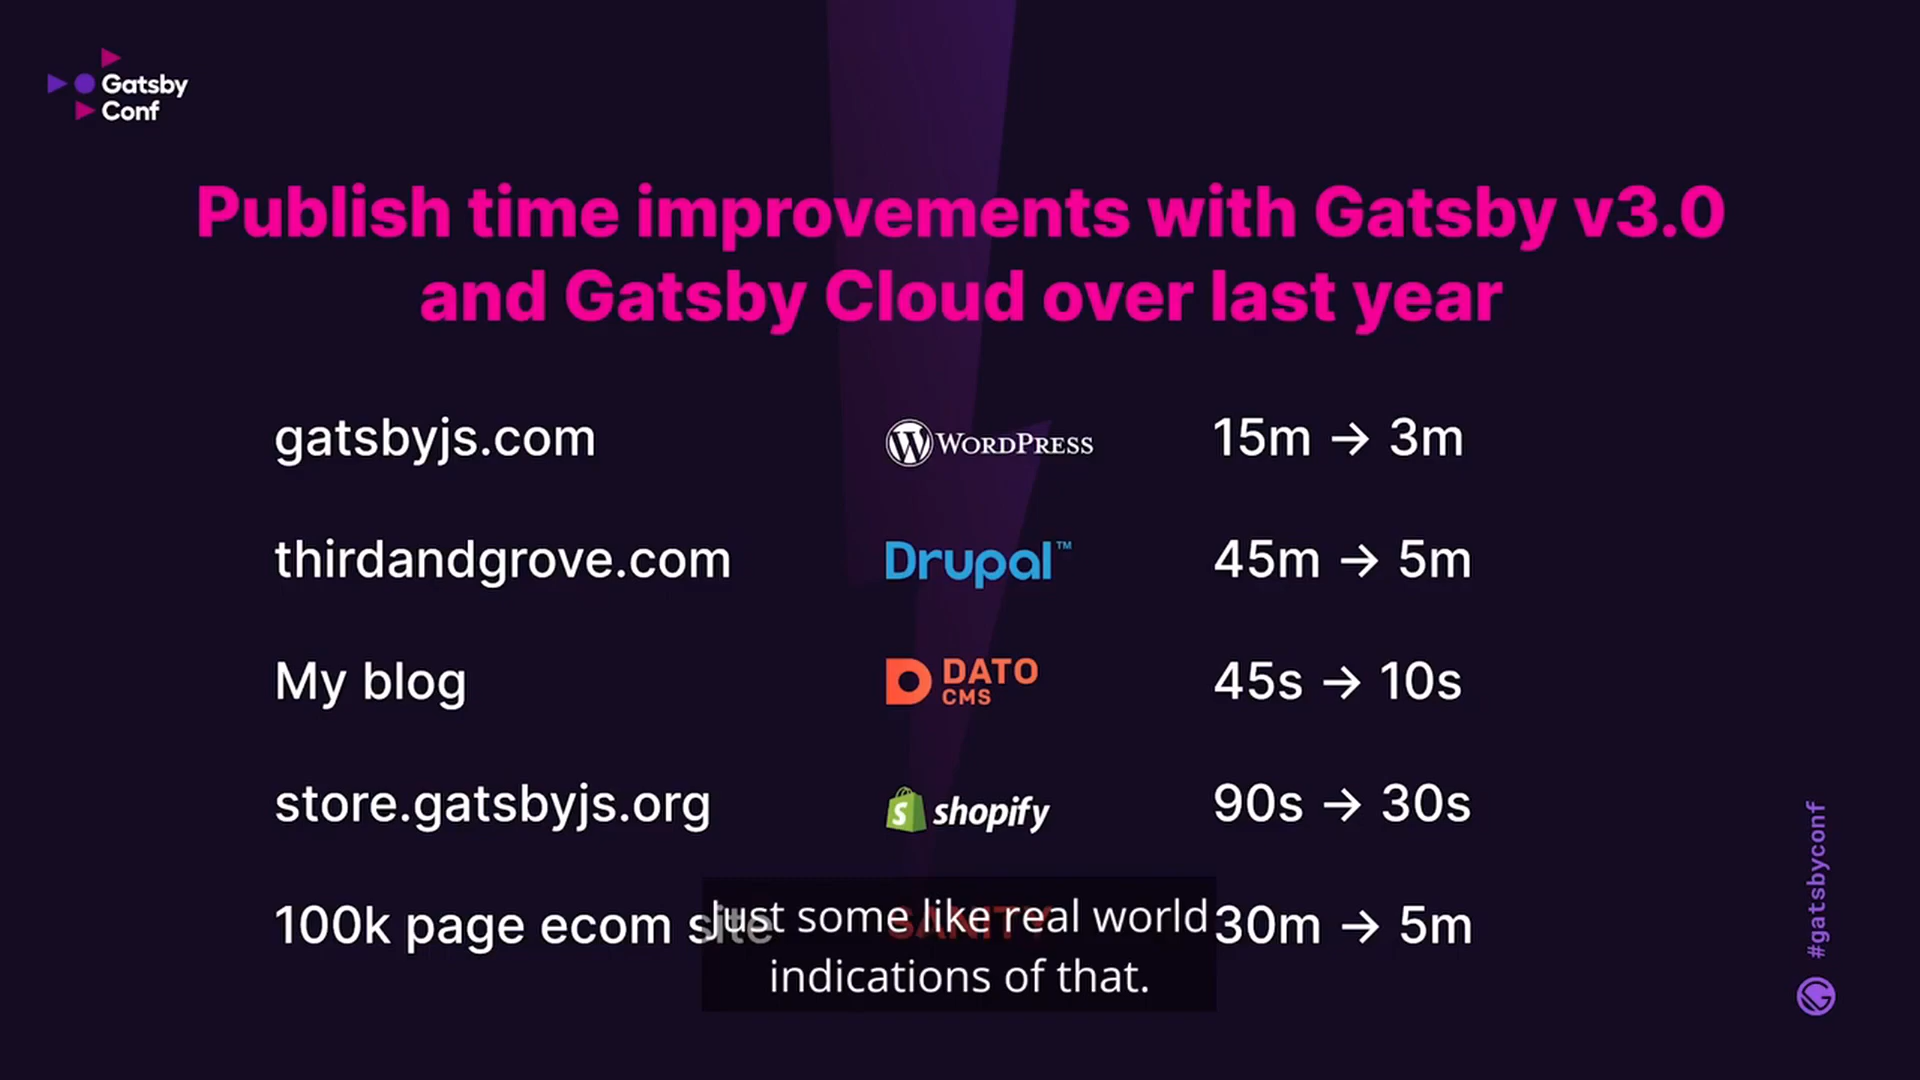 Gatsby
Conf
Publish time improvements with Gatsby v3.0
and Gatsby Cloud over last year
gatsbyjs.com WORDPRESS 15m → 3m
thirdandgrove.com Drupal™ 45m → 5m
My blog DATO CMS 45s → 10s
store.gatsbyjs.org shopify 90s → 30s
100k page ecom site SANITY 30m → 5m
Just some like real world
indications of that.
#gatsbyconf